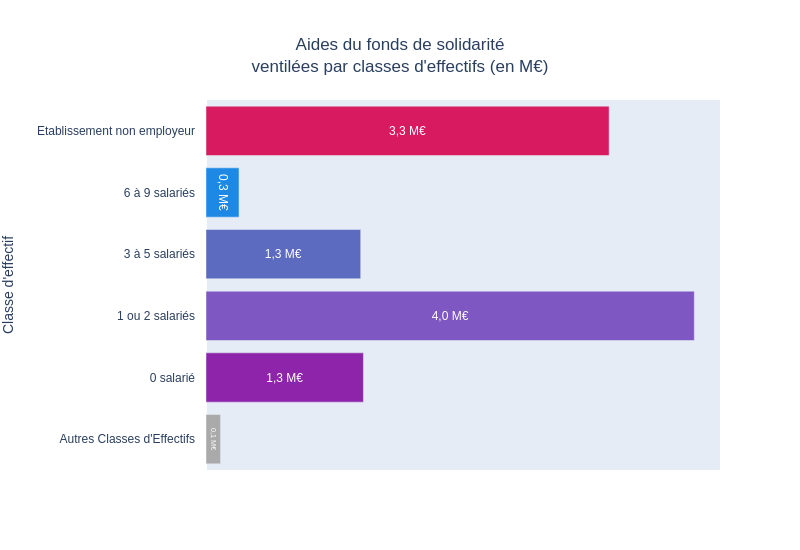 Aides du fonds de solidarité
ventilées par classes d'effectifs (en M€)
Classe d'effectif
Etablissement non employeur
3,3 M€
6 à 9 salariés
0,3 M€
3 à 5 salariés
1,3 M€
1 ou 2 salariés
4,0 M€
0 salarié
1,3 M€
Autres Classes d'Effectifs
0,1 M€